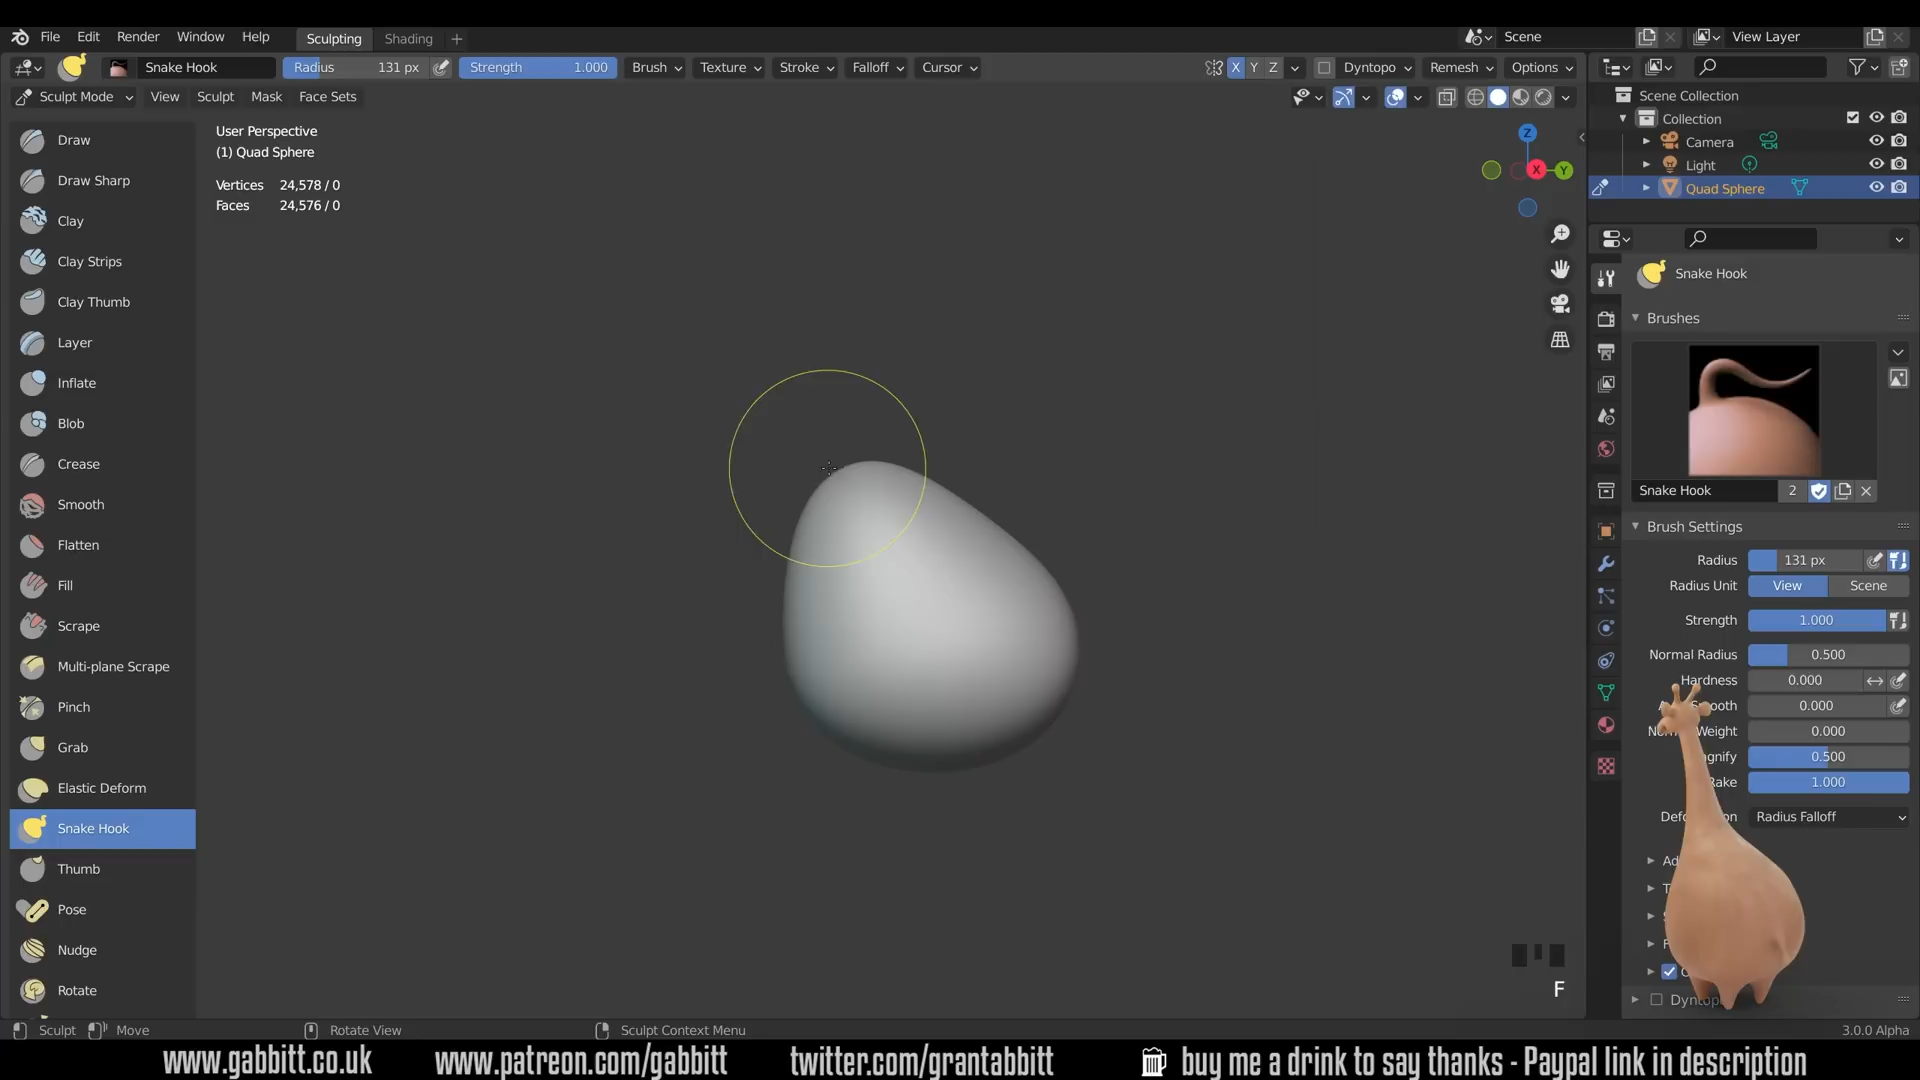 File Edit Render Window Help Sculpting Shading + Scene View Layer
Snake Hook Radius 131 px Strength 1.000 Brush Texture Stroke Falloff Cursor X Y Z Dyntopo Remesh Options
Sculpt Mode View Sculpt Mask Face Sets
User Perspective
(1) Quad Sphere
Vertices 24,578 / 0
Faces 24,576 / 0
Draw
Draw Sharp
Clay
Clay Strips
Clay Thumb
Layer
Inflate
Blob
Crease
Smooth
Flatten
Fill
Scrape
Multi-plane Scrape
Pinch
Grab
Elastic Deform
Snake Hook
Thumb
Pose
Nudge
Rotate
Z
X Y
F
Scene Collection
Collection
Camera
Light
Quad Sphere
Snake Hook
Brushes
Snake Hook 2
Brush Settings
Radius 131 px
Radius Unit View Scene
Strength 1.000
Normal Radius 0.500
Hardness 0.000
0.000
Weight 0.000
0.500
1.000
Radius Falloff
Sculpt Move Rotate View Sculpt Context Menu 3.0.0 Alpha
www.gabbitt.co.uk www.patreon.com/gabbitt twitter.com/grantabbitt buy me a drink to say thanks - Paypal link in description